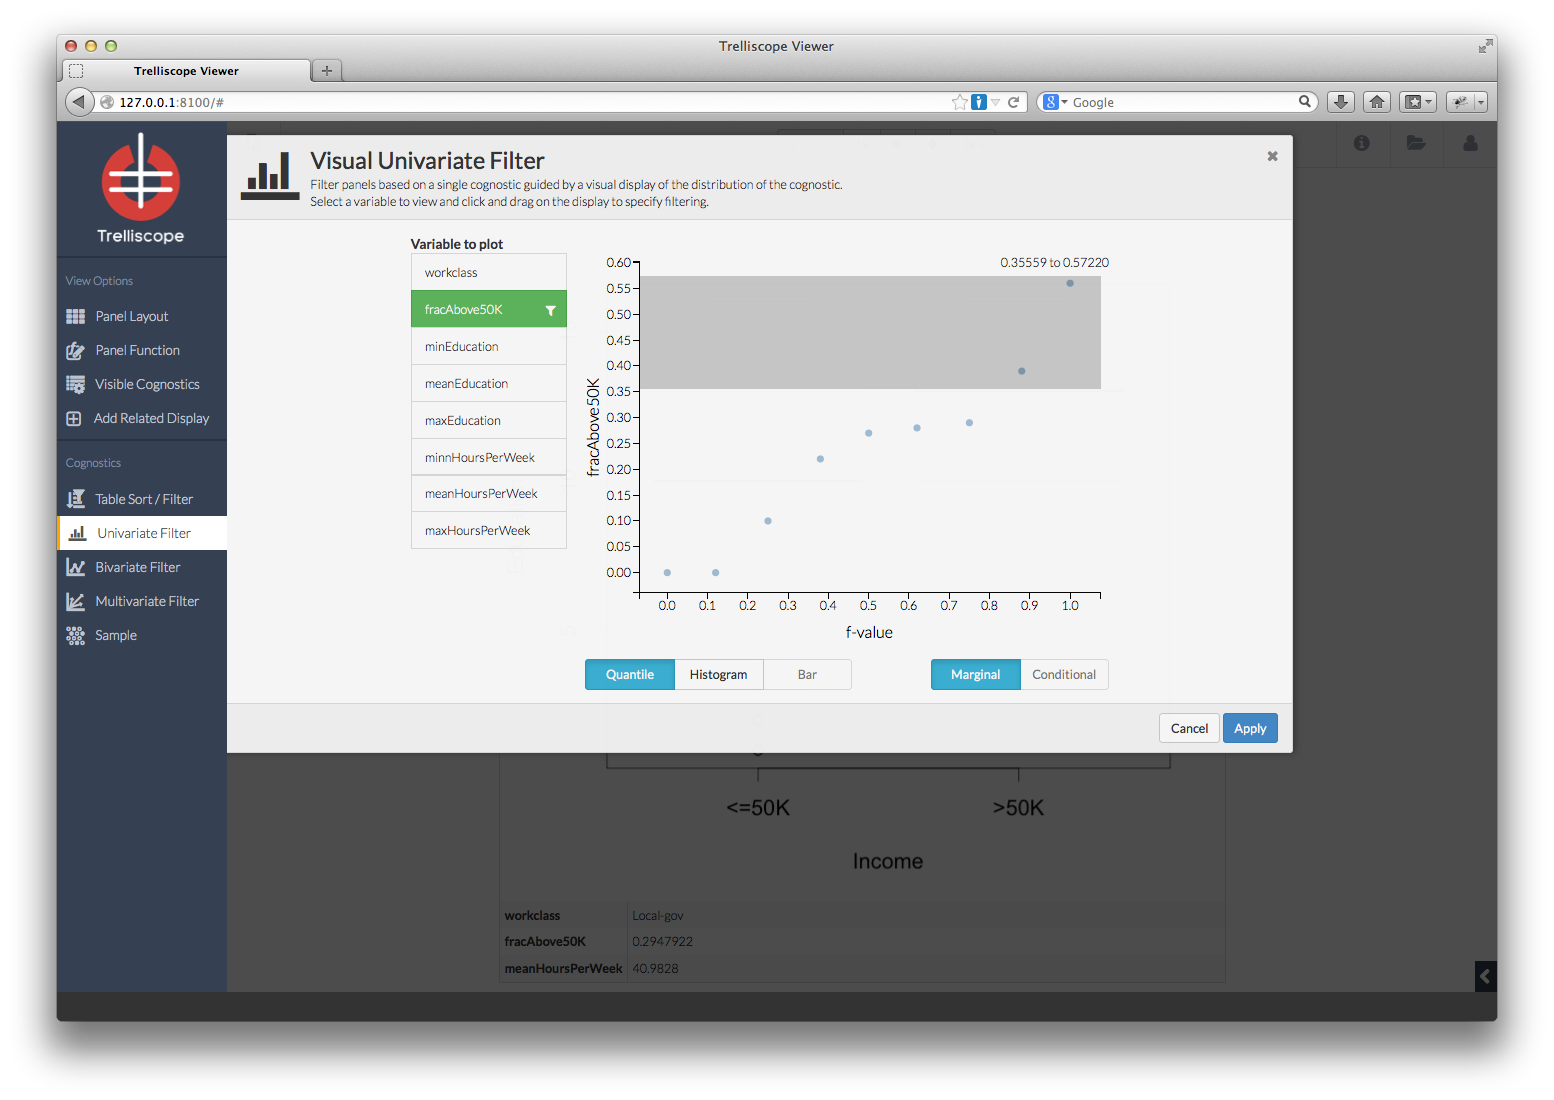 Trelliscope Viewer
Trelliscope Viewer
127.0.0.1:8100/#
8
Google
Trelliscope
View Options
Panel Layout
Panel Function
Visible Cognostics
Add Related Display
Cognostics
Table Sort / Filter
Univariate Filter
Bivariate Filter
Multivariate Filter
Sample
Visual Univariate Filter
Filter panels based on a single cognostic guided by a visual display of the distribution of the cognostic.
Select a variable to view and click and drag on the display to specify filtering.
Variable to plot
workclass
fracAbove50K
minEducation
meanEducation
maxEducation
minnHoursPerWeek
meanHoursPerWeek
maxHoursPerWeek
0.35559 to 0.57220
fracAbove50K
0.60
0.55
0.50
0.45
0.40
0.35
0.30
0.25
0.20
0.15
0.10
0.05
0.00
0.0 0.1 0.2 0.3 0.4 0.5 0.6 0.7 0.8 0.9 1.0
f-value
Quantile Histogram Bar
Marginal Conditional
Cancel Apply
<=50K >50K
Income
workclass Local-gov
fracAbove50K 0.2947922
meanHoursPerWeek 40.9828